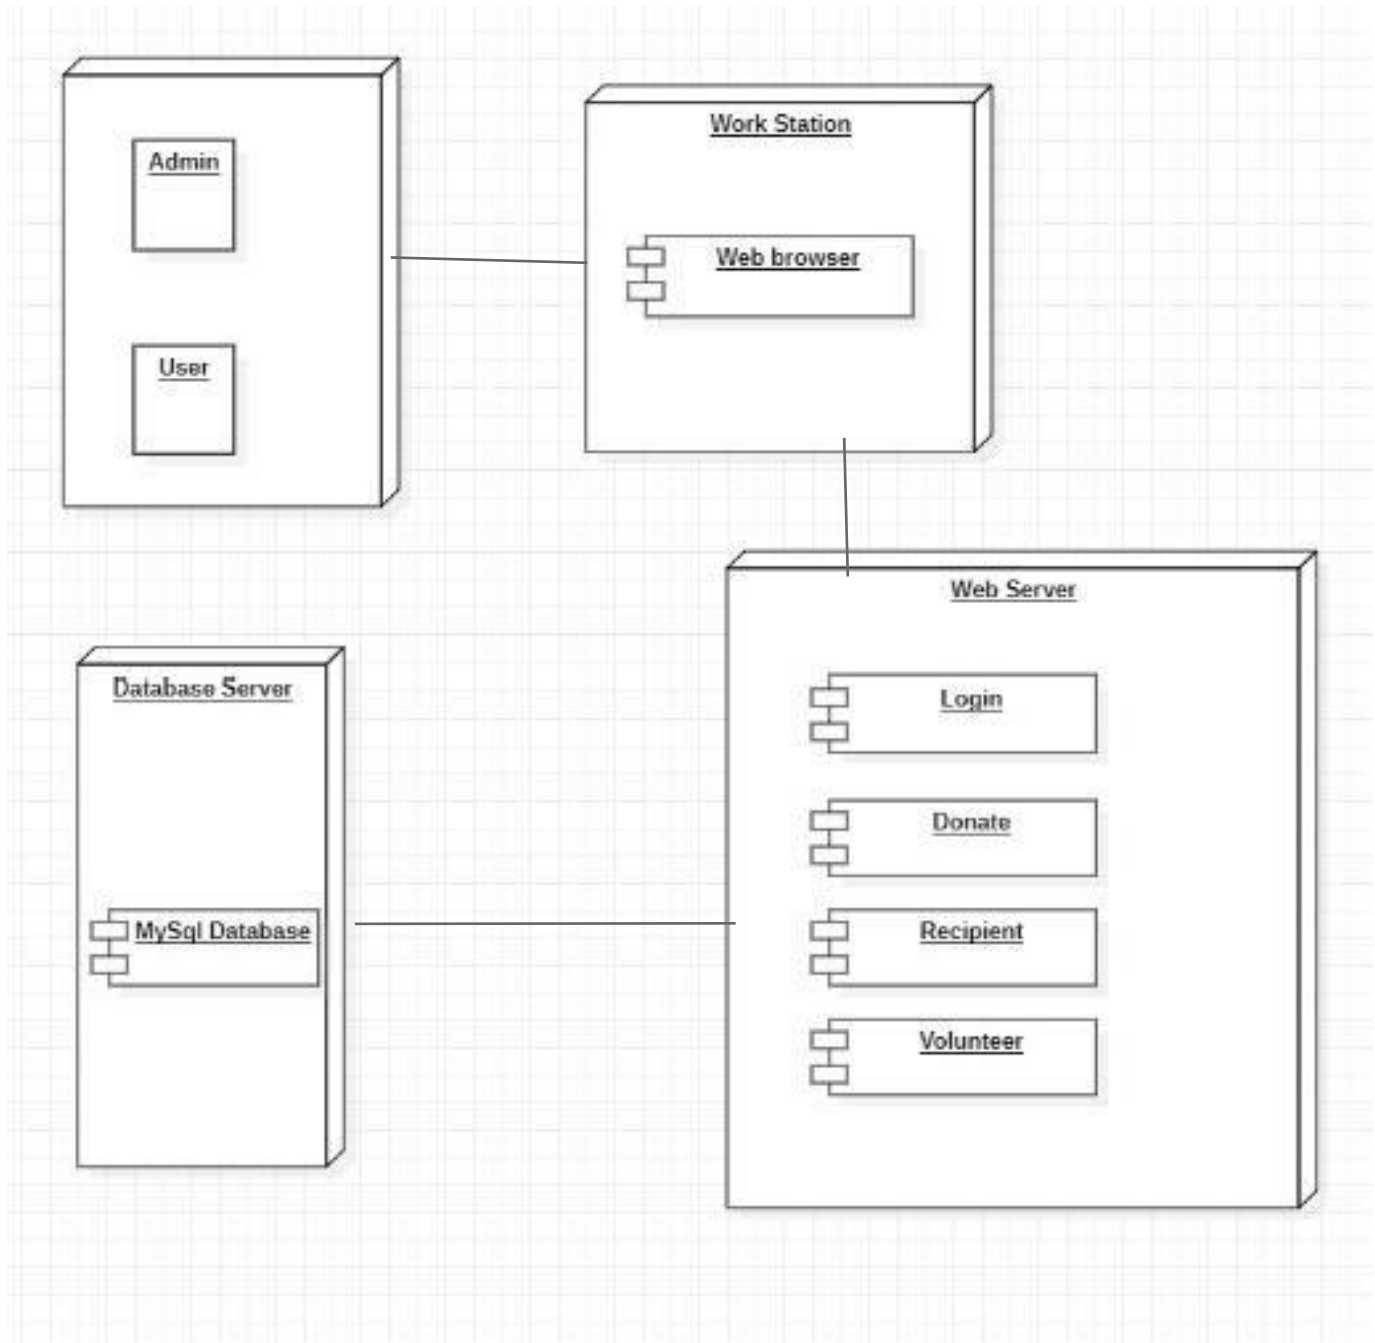 Admin
User
Work Station
Web browser
Web Server
Login
Donate
Recipient
Volunteer
Database Server
MySql Database